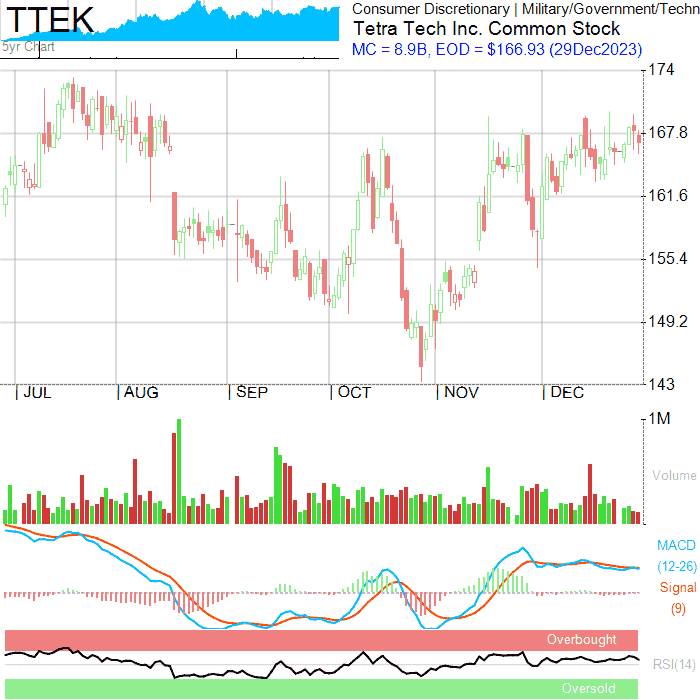 TTEK
5yr Chart
Consumer Discretionary | Military/Government/Techn
Tetra Tech Inc. Common Stock
MC = 8.9B, EOD = $166.93 (29Dec2023)
174
167.8
161.6
155.4
149.2
143
JUL AUG SEP OCT NOV DEC
1M
Volume
MACD
(12-26)
Signal
(9)
Overbought
RSI(14)
Oversold